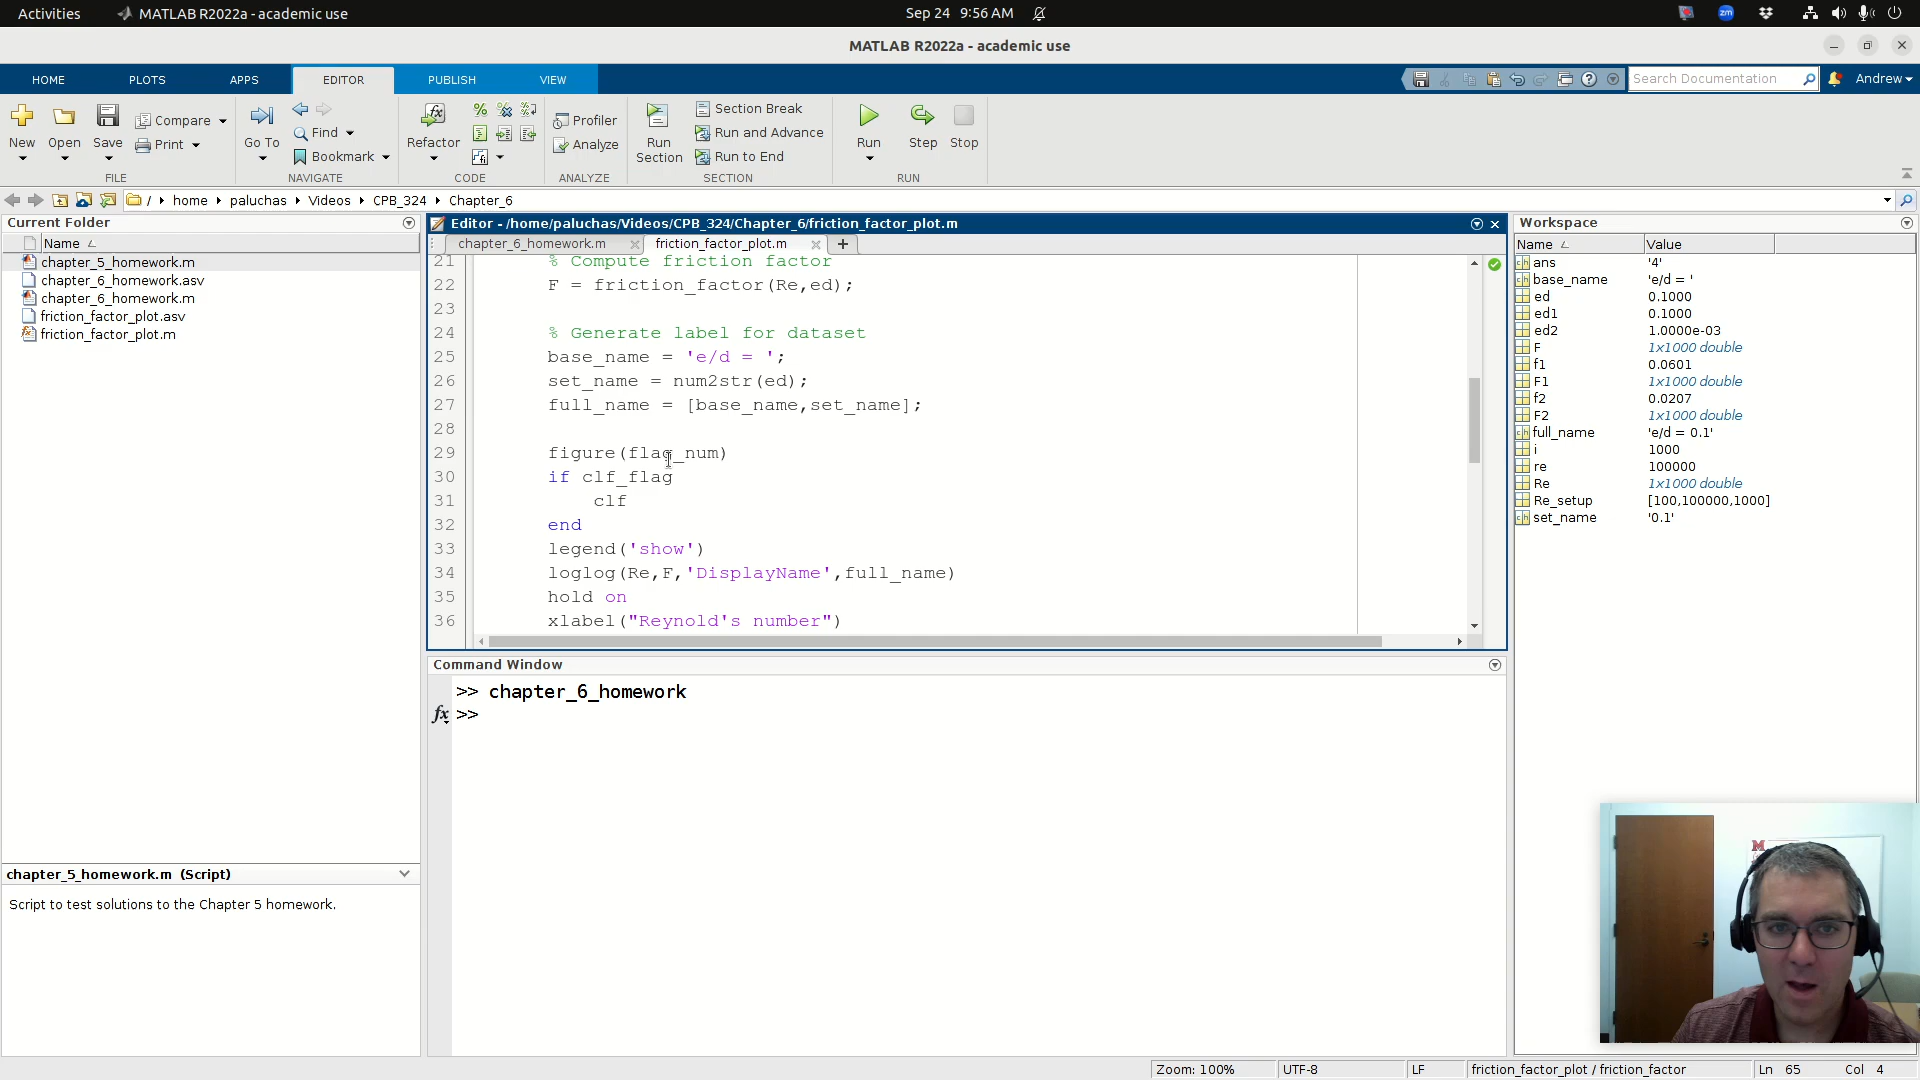 Activities
MATLAB R2022a - academic use
Sep 24 9:56 AM
zm
MATLAB R2022a - academic use
HOME PLOTS APPS EDITOR PUBLISH VIEW
Search Documentation
Andrew
New Open Save Compare Print
FILE
Go To Find Bookmark
NAVIGATE
Refactor
CODE
Profiler Analyze
ANALYZE
Run Section
Section Break
Run and Advance
Run to End
SECTION
Run Step Stop
RUN
/ home paluchas Videos CPB_324 Chapter_6
Current Folder
Name
chapter_5_homework.m
chapter_6_homework.asv
chapter_6_homework.m
friction_factor_plot.asv
friction_factor_plot.m
chapter_5_homework.m (Script)
Script to test solutions to the Chapter 5 homework.
Editor - /home/paluchas/Videos/CPB_324/Chapter_6/friction_factor_plot.m
chapter_6_homework.m friction_factor_plot.m
21 % Compute friction factor
22 F = friction_factor(Re,ed);
23
24 % Generate label for dataset
25 base_name = 'e/d = ';
26 set_name = num2str(ed);
27 full_name = [base_name,set_name];
28
29 figure(flag_num)
30 if clf_flag
31 clf
32 end
33 legend('show')
34 loglog(Re,F,'DisplayName',full_name)
35 hold on
36 xlabel("Reynold's number")
Command Window
>> chapter_6_homework
fx >>
Workspace
Name Value
ans '4'
base_name 'e/d = '
ed 0.1000
ed1 0.1000
ed2 1.0000e-03
F 1x1000 double
f1 0.0601
F1 1x1000 double
f2 0.0207
F2 1x1000 double
full_name 'e/d = 0.1'
i 1000
re 100000
Re 1x1000 double
Re_setup [100,100000,1000]
set_name '0.1'
M
Zoom: 100% UTF-8 LF friction_factor_plot / friction_factor Ln 65 Col 4